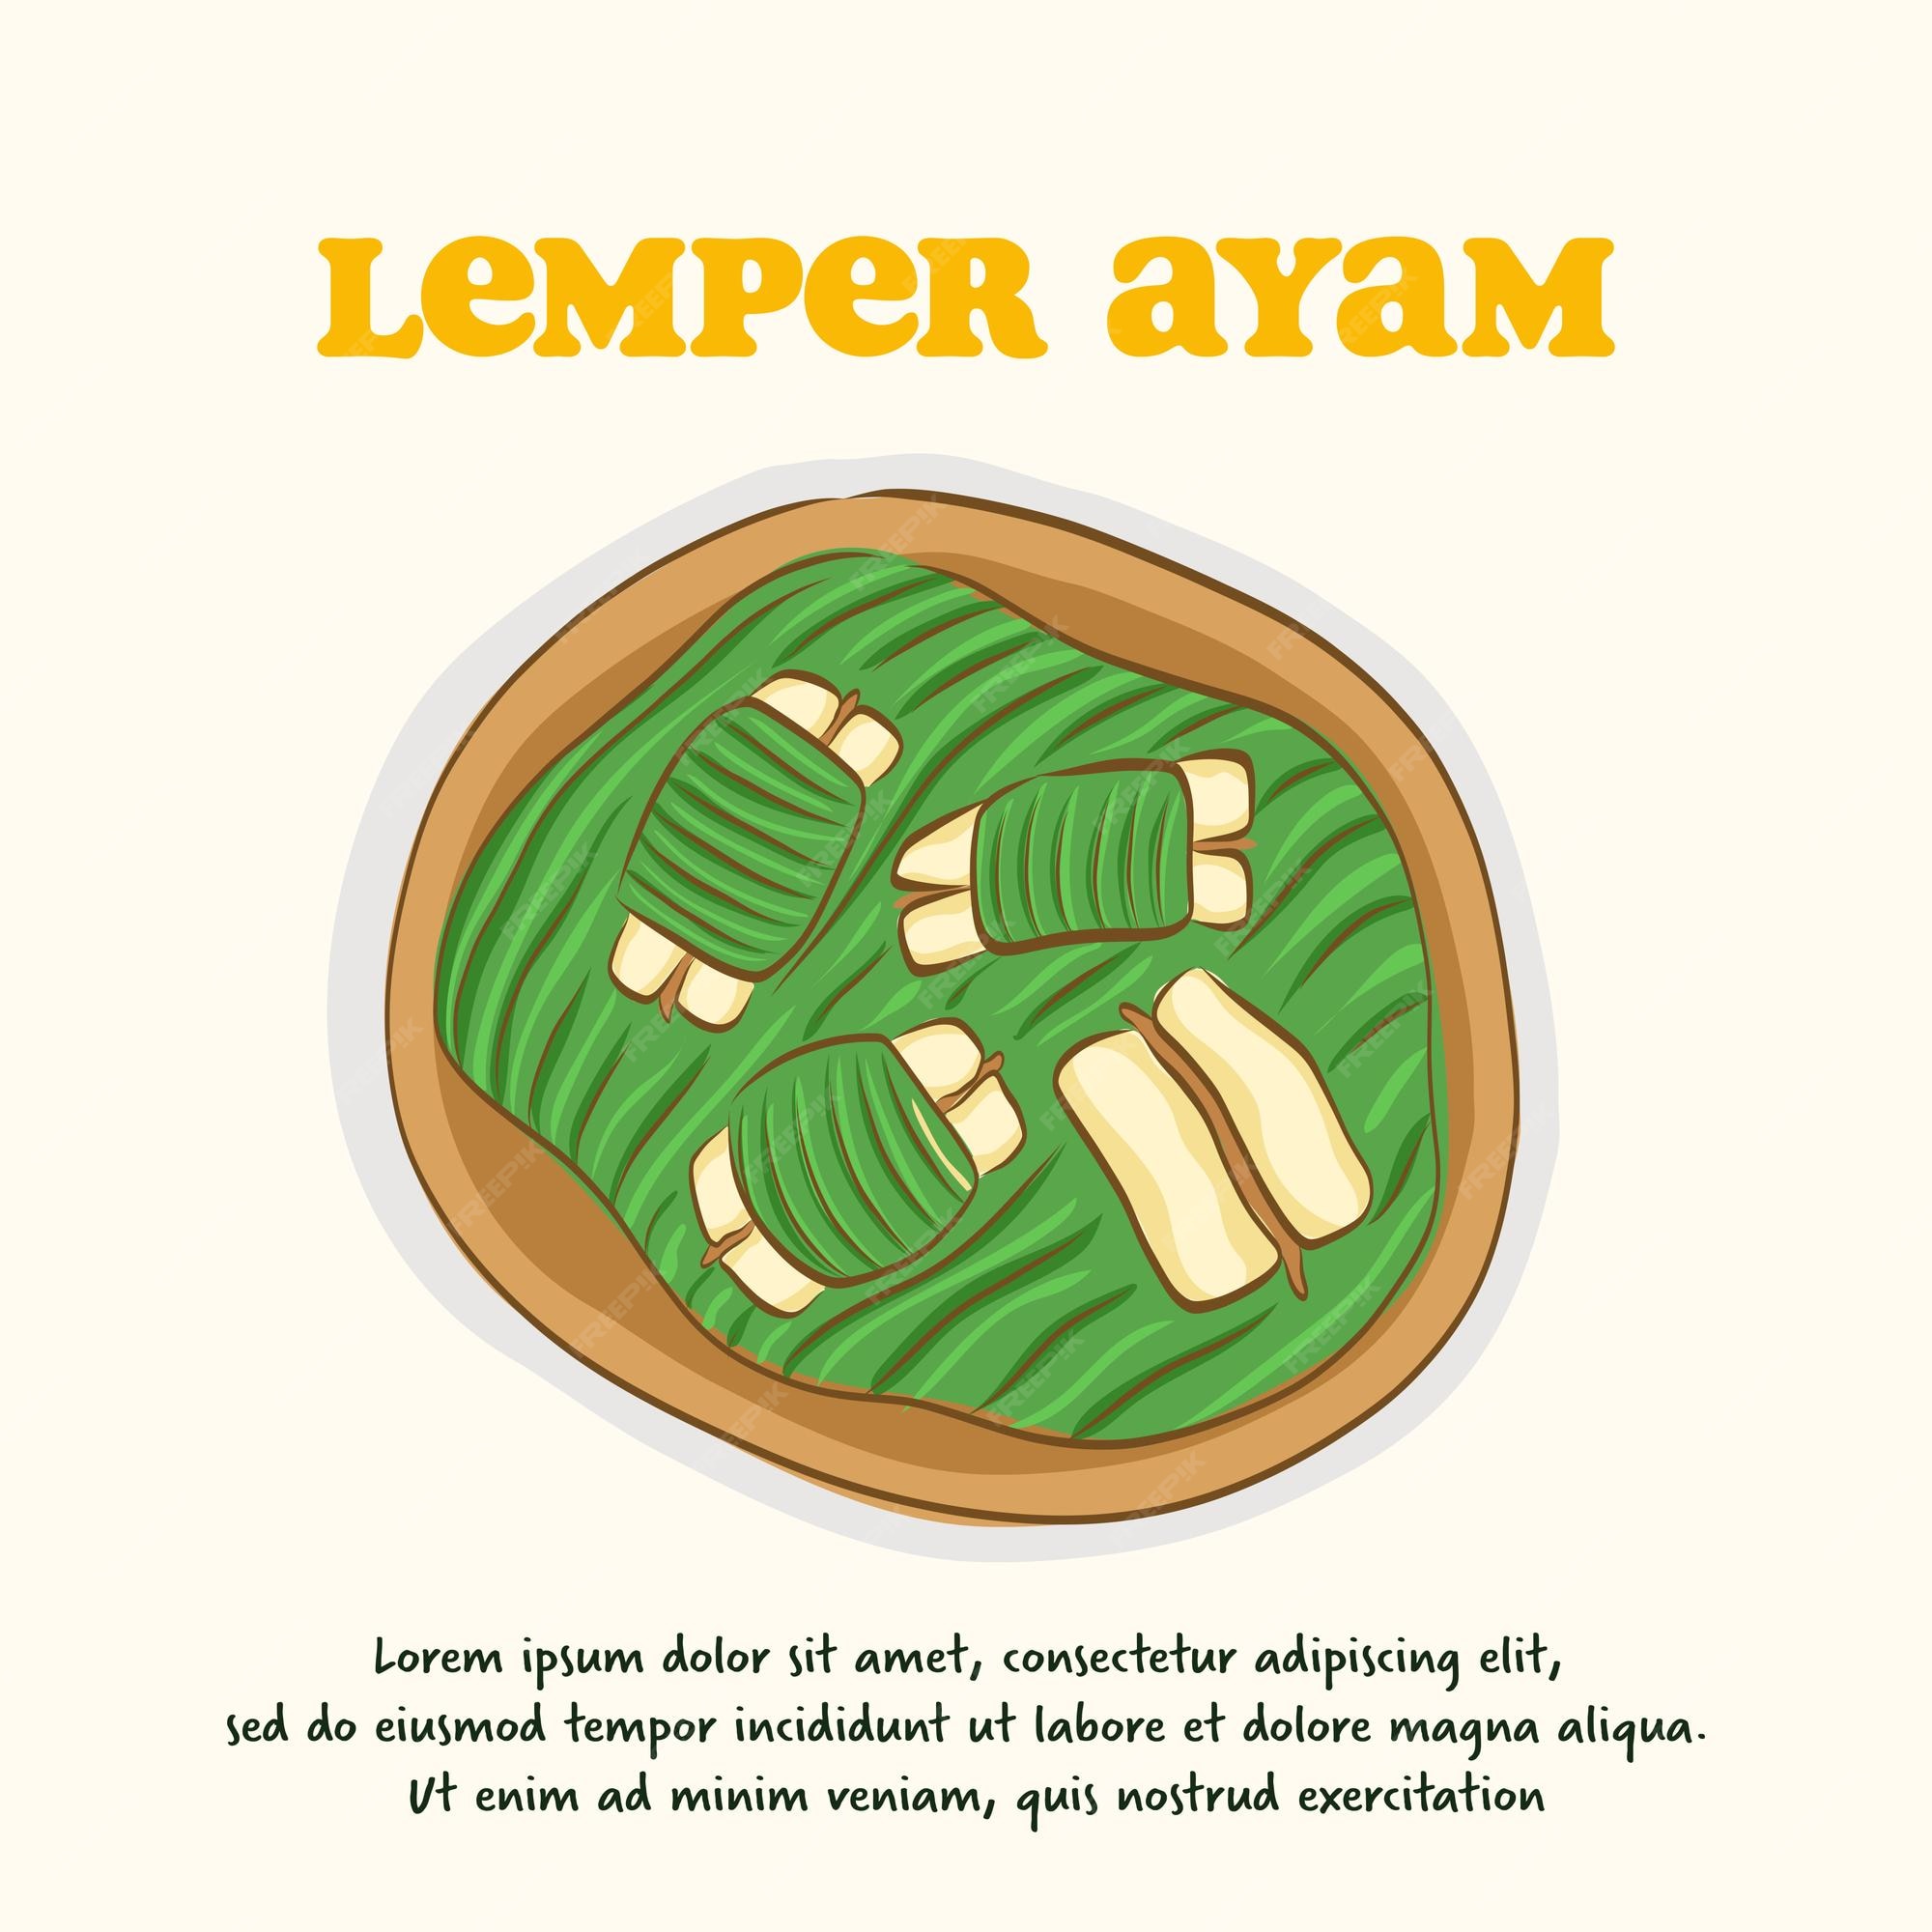 LeMPeR aYaM
Lorem ipsum dolor sit amet, consectetur adipiscing elit,
sed do eiusmod tempor incididunt ut labore et dolore magna aliqua.
Ut enim ad minim veniam, quis nostrud exercitation
FREEPIK